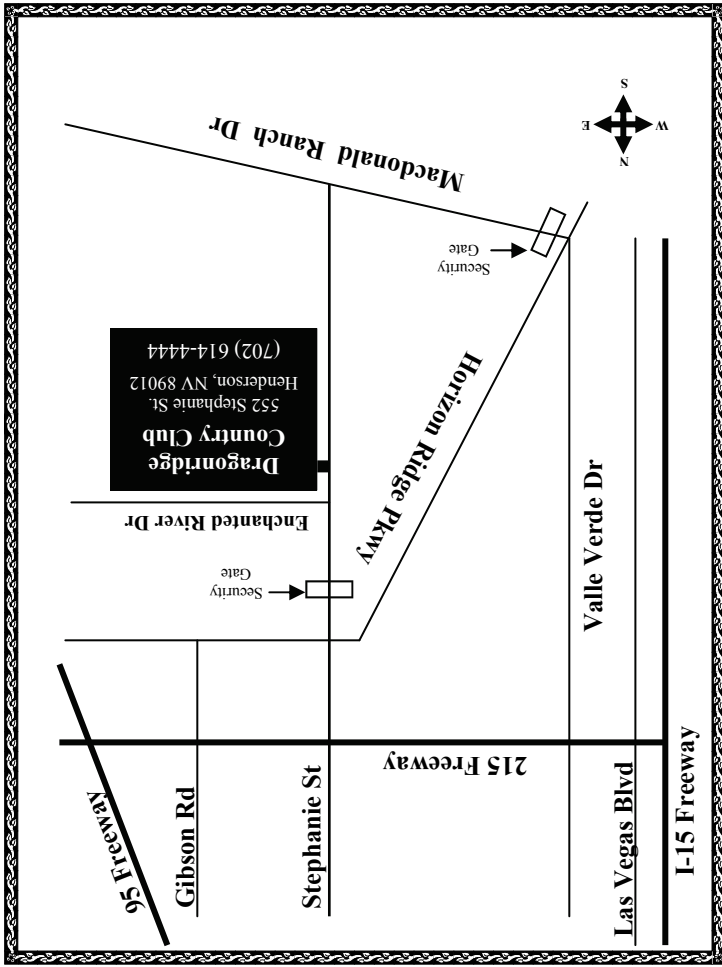 95 Freeway
Gibson Rd
Stephanie St
215 Freeway
Las Vegas Blvd
I-15 Freeway
Valle Verde Dr
Security
Gate
Horizon Ridge Pkwy
Enchanted River Dr
Dragonridge
Country Club
552 Stephanie St.
Henderson, NV 89012
(702) 614-4444
Security
Gate
Macdonald Ranch Dr
N
W
E
S